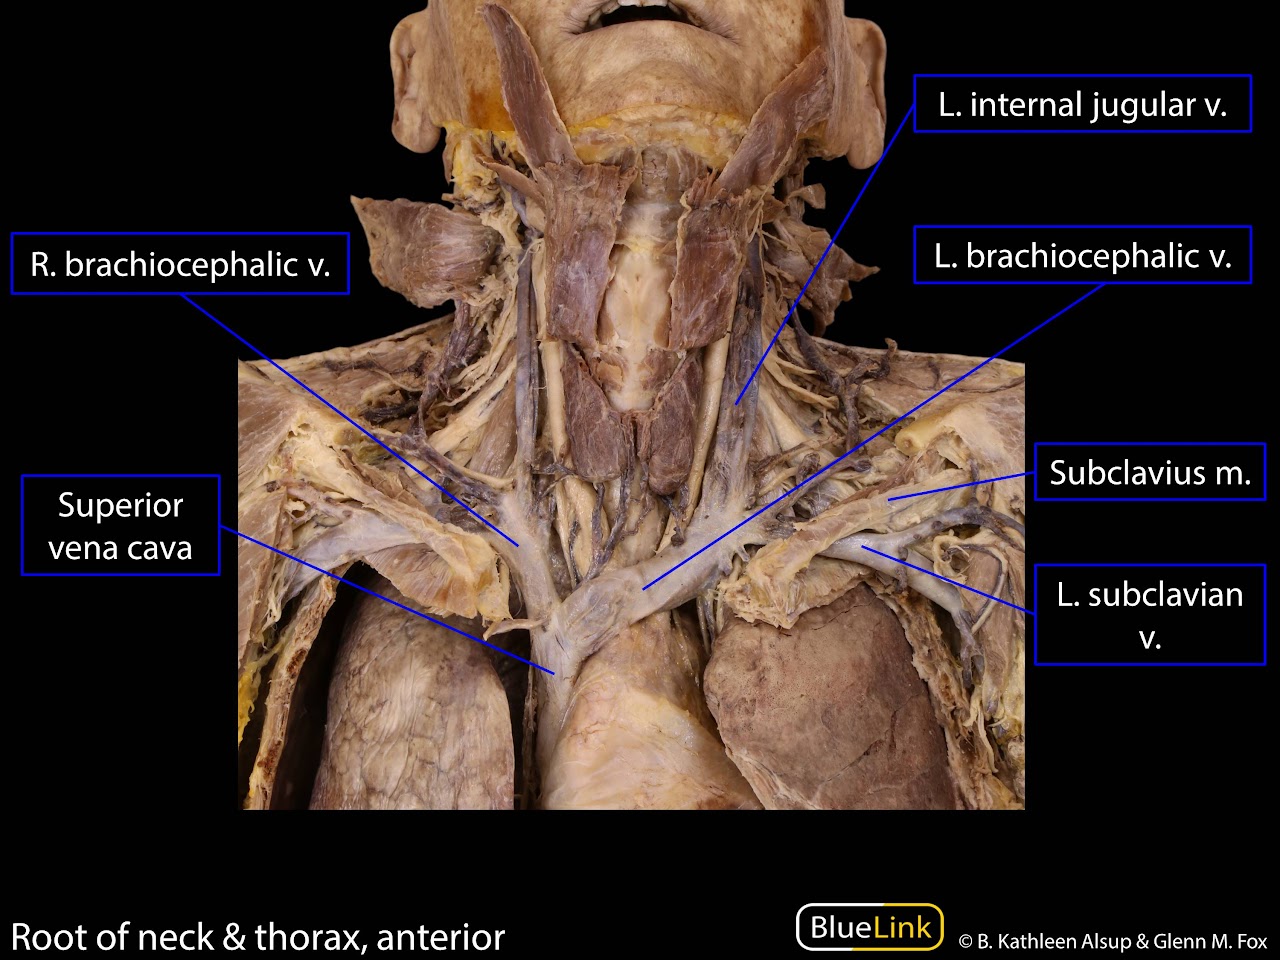 L. internal jugular v.
R. brachiocephalic v.
L. brachiocephalic v.
Superior
vena cava
Subclavius m.
L. subclavian
v.
Root of neck & thorax, anterior
BlueLink
© B. Kathleen Alsup & Glenn M. Fox